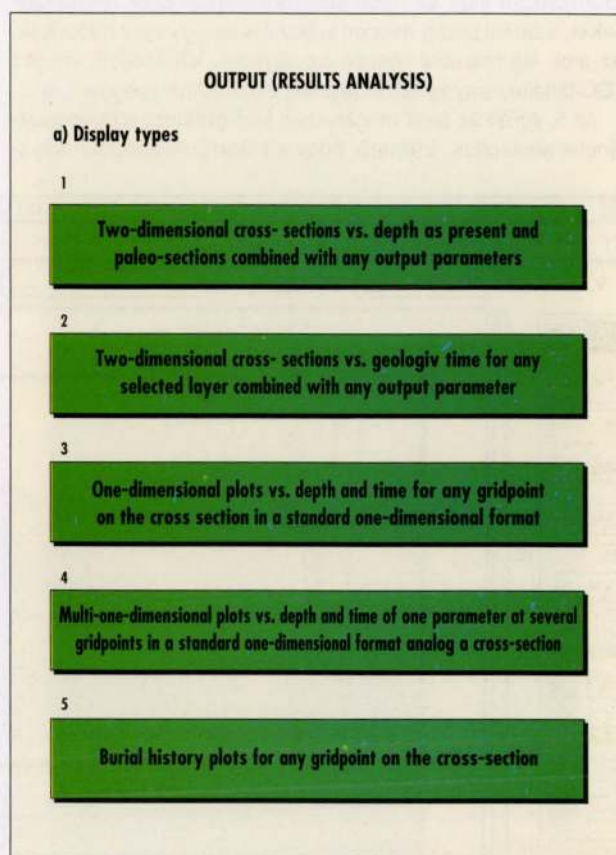 OUTPUT (RESULTS ANALYSIS)
a) Display types
1
Two-dimensional cross- sections vs. depth as present and
paleo-sections combined with any output parameters
2
Two-dimensional cross- sections vs. geologiv time for any
selected layer combined with any output parameter
3
One-dimensional plots vs. depth and time for any gridpoint
on the cross section in a standard one-dimensional format
4
Multi-one-dimensional plots vs. depth and time of one parameter at several
gridpoints in a standard one-dimensional format analog a cross-section
5
Burial history plots for any gridpoint on the cross-section